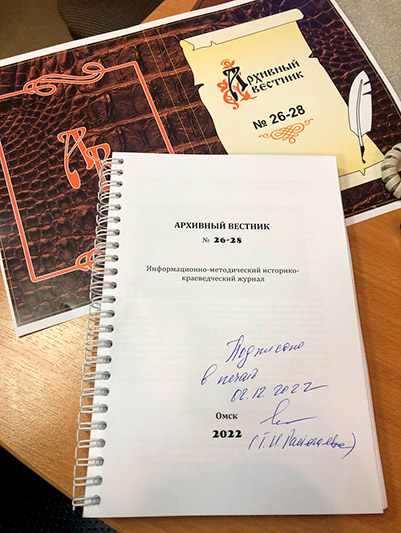 Архивный
вестник
№ 26-28
АВ
АРХИВНЫЙ ВЕСТНИК
№ 26-28
Информационно-методический историко-
краеведческий журнал
Подписано
в печать
02.12.2022
Омск
2022